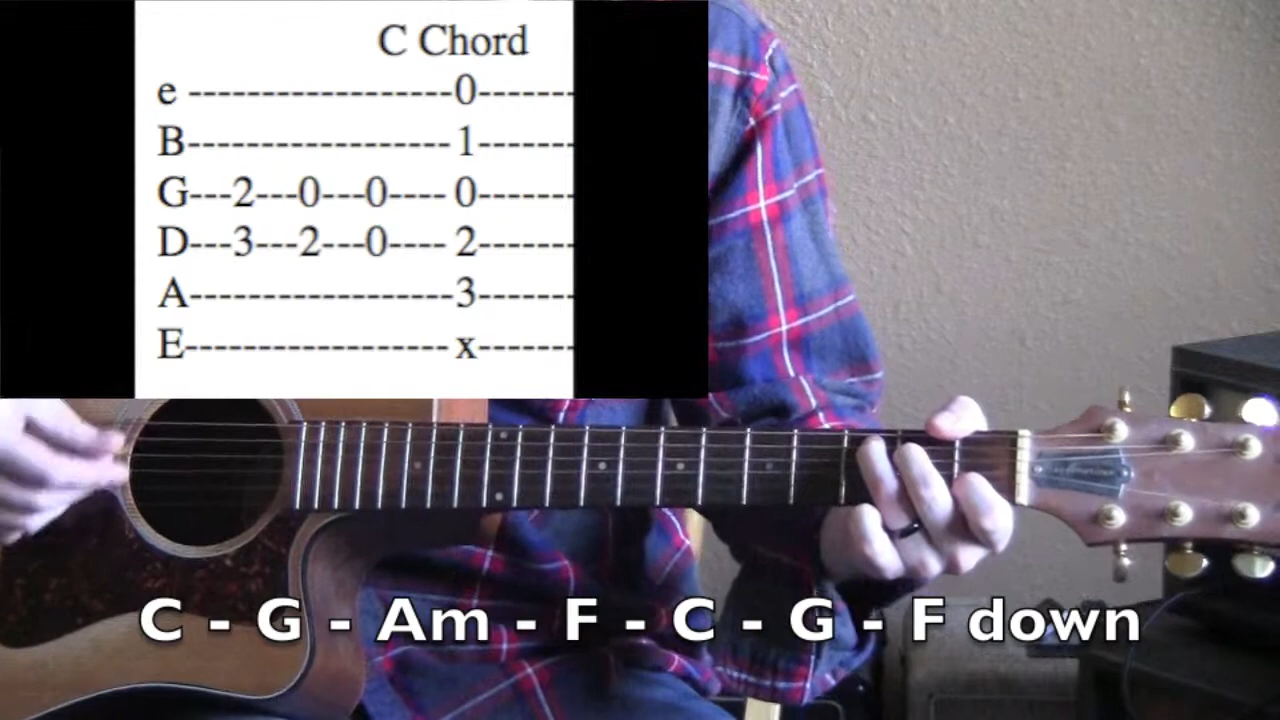 C Chord
e ------------------0-------
B------------------ 1-------
G---2---0---0---- 0-------
D---3---2---0---- 2-------
A------------------3-------
E------------------ x-------
C - G - Am - F - C - G - F down